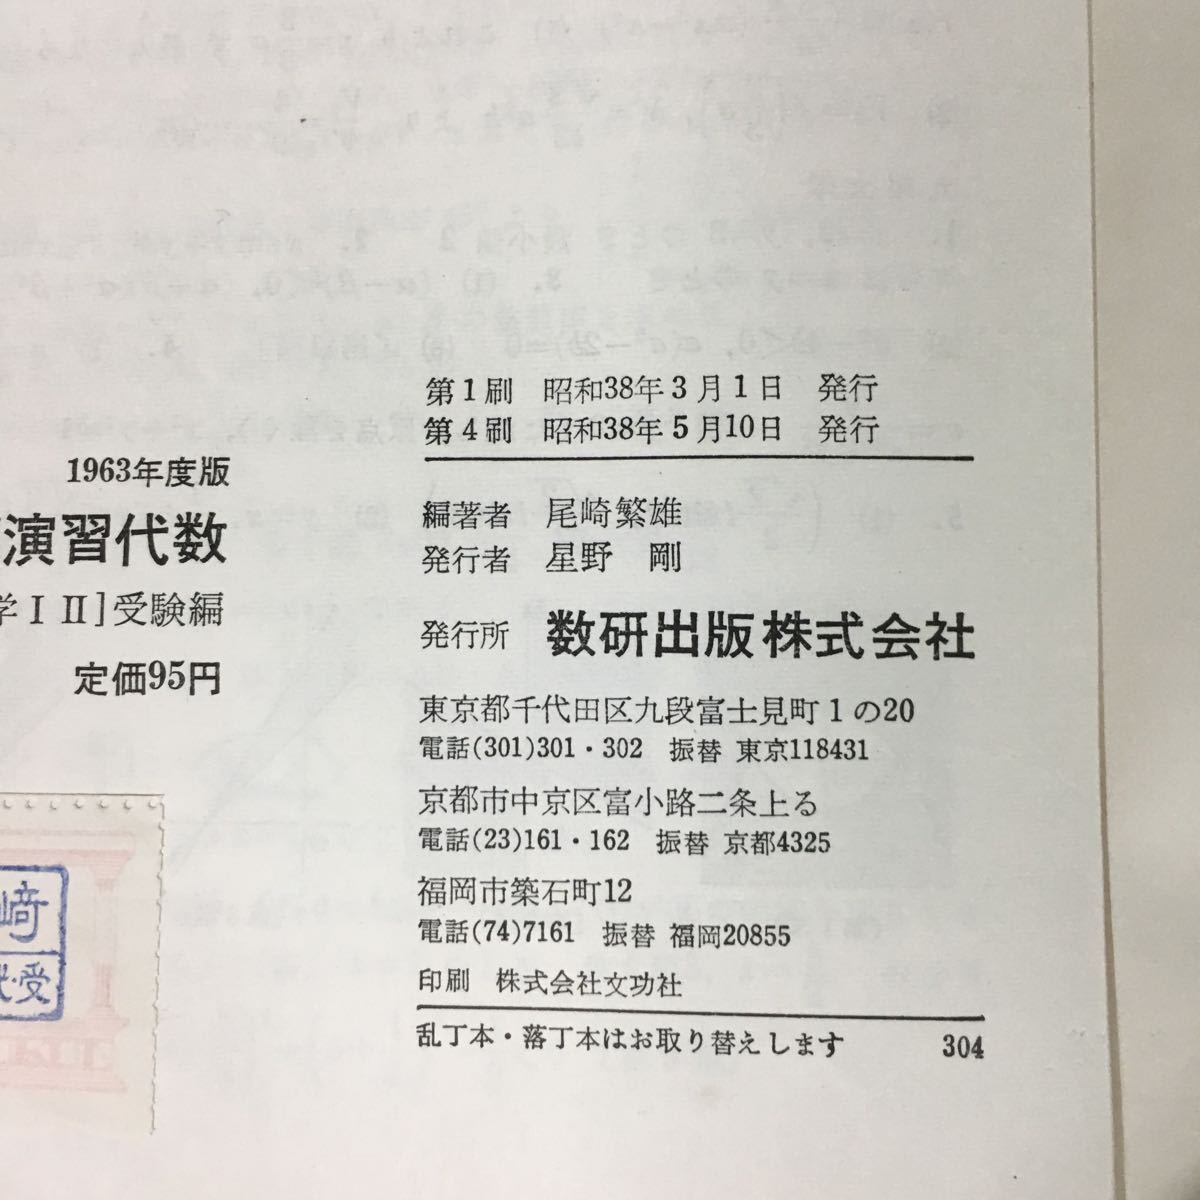 第1刷 昭和38年3月1日 発行
第4刷 昭和38年5月10日 発行
1963年度版
演習代数
学ⅠⅡ]受験編
定価95円
編著者 尾崎繁雄
発行者 星野 剛
発行所 数研出版株式会社
東京都千代田区九段富士見町1の20
電話(301)301・302 振替 東京118431
京都市中京区富小路二条上る
電話(23)161・162 振替 京都4325
福岡市築石町12
電話(74)7161 振替 福岡20855
印刷 株式会社文功社
乱丁本・落丁本はお取り替えします 304
崎
・受